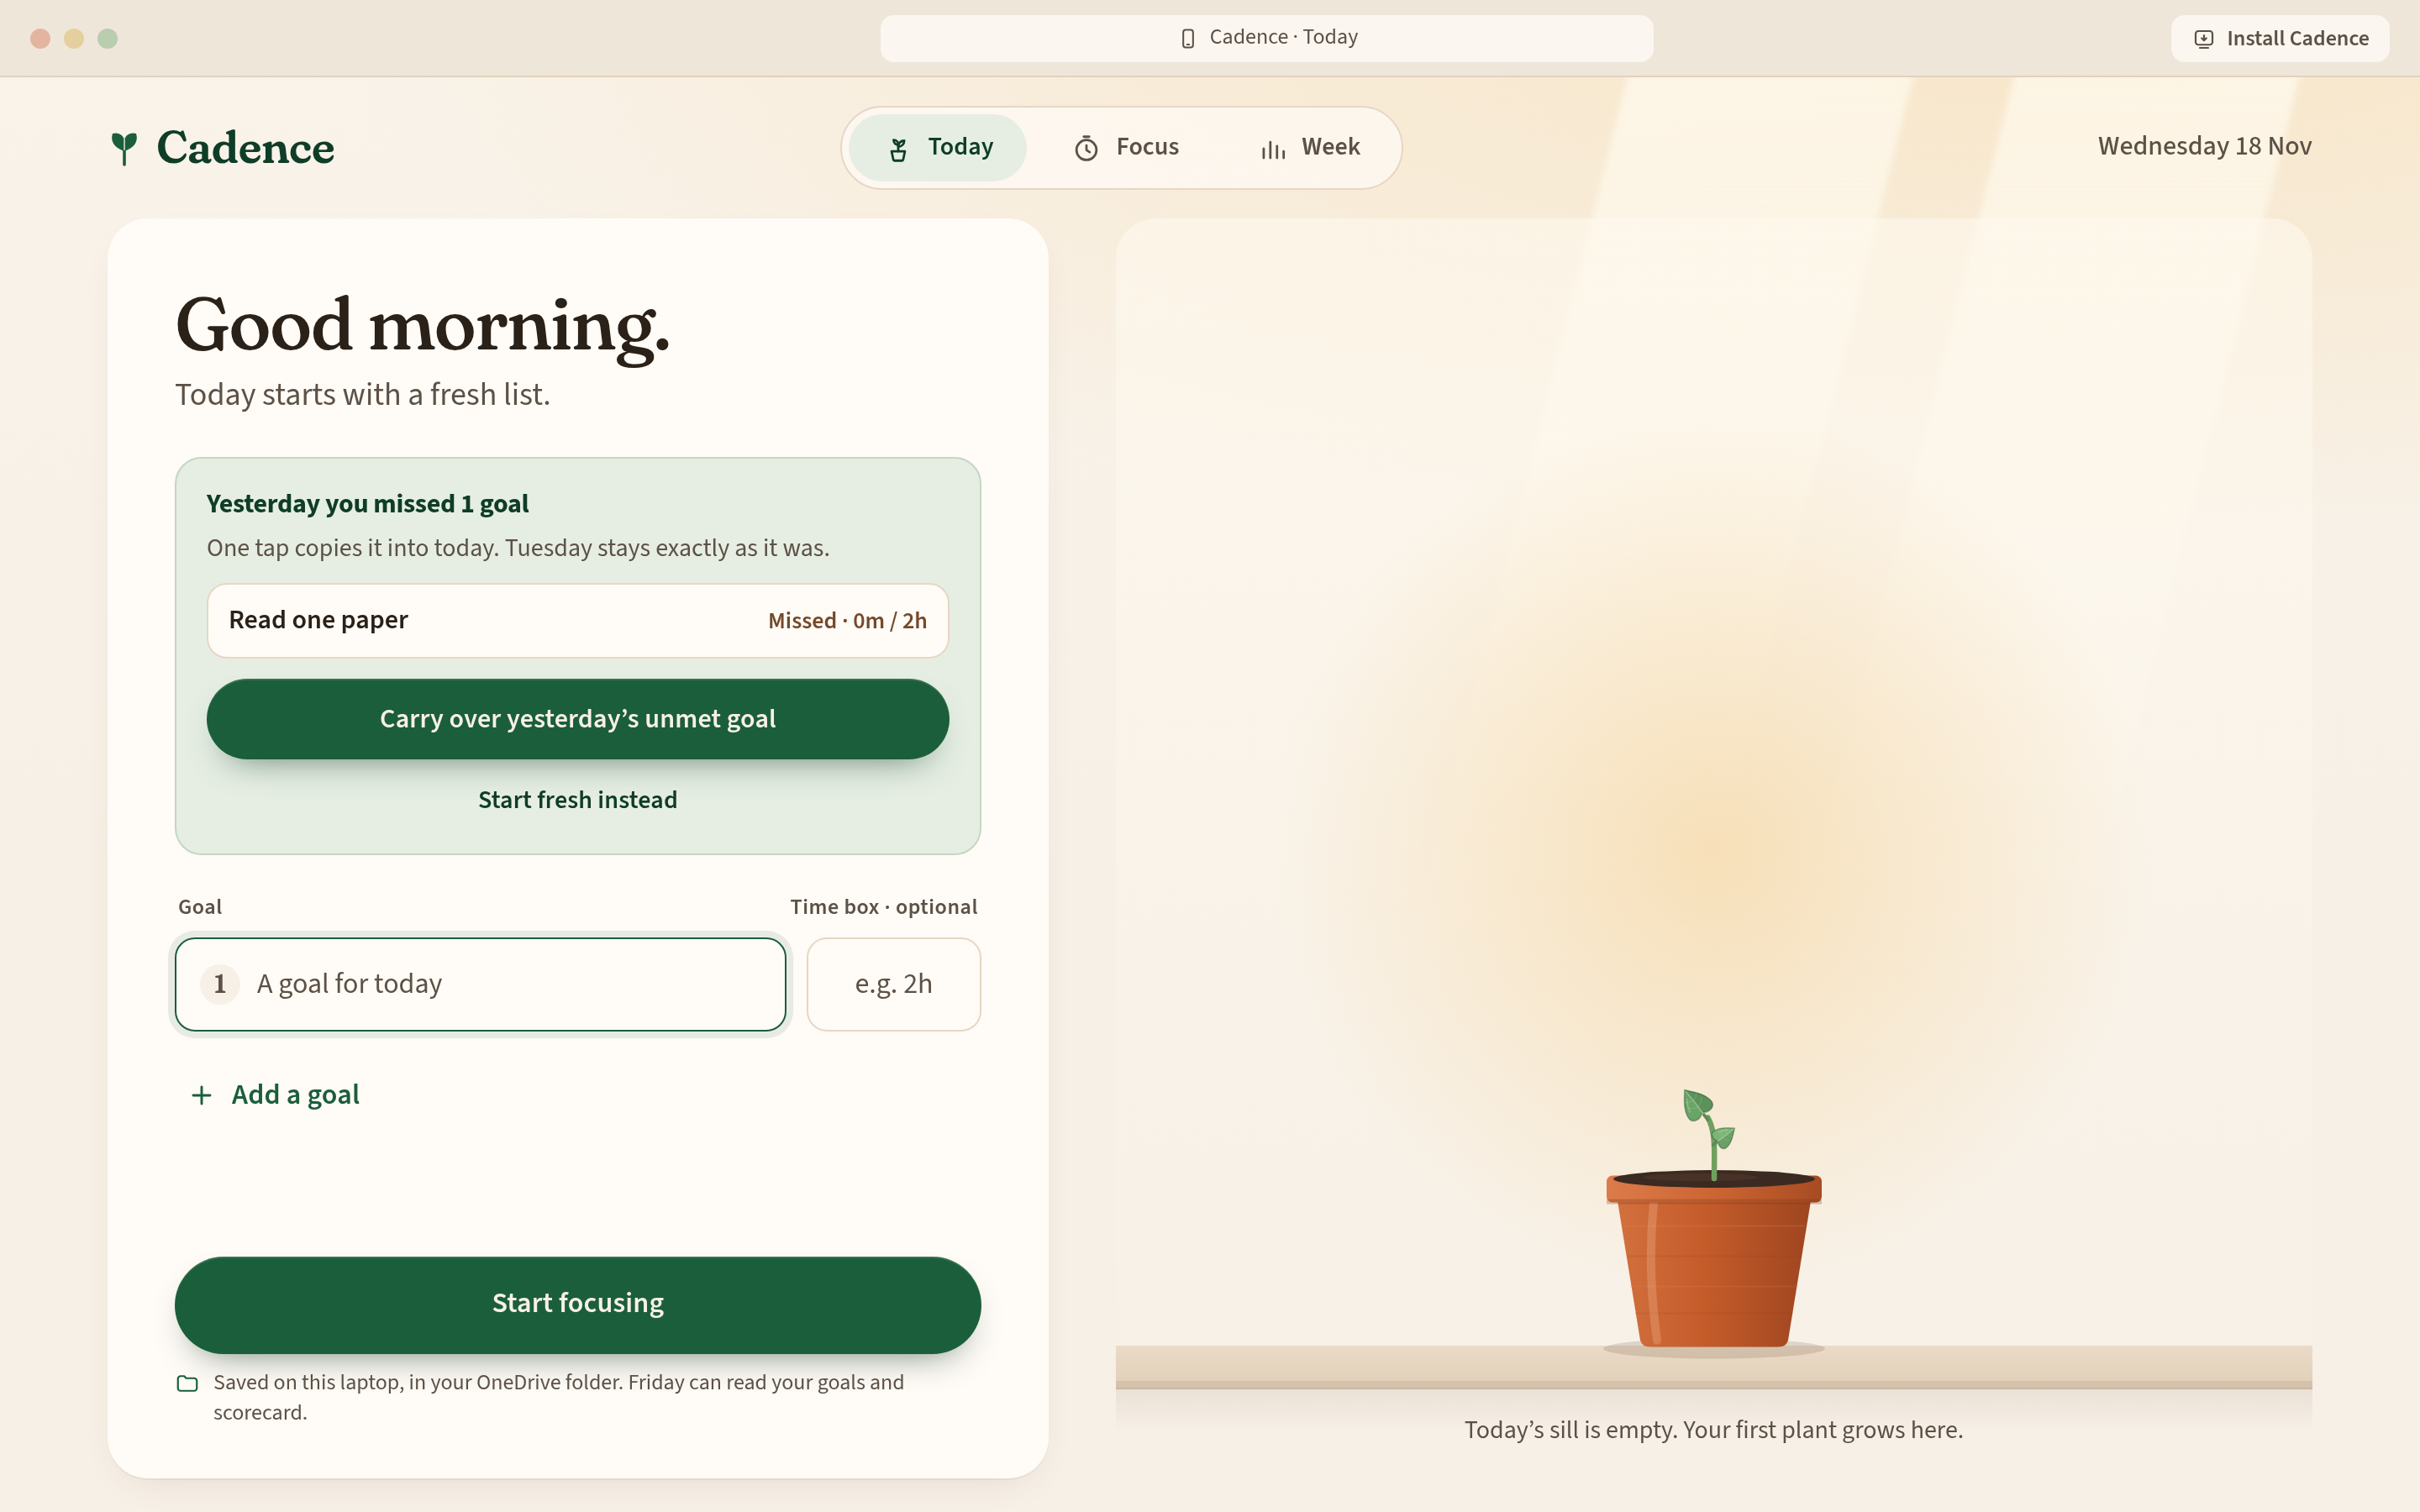 Cadence · Today
Install Cadence
Cadence
Today
Focus
Week
Wednesday 18 Nov
Good morning.
Today starts with a fresh list.
Yesterday you missed 1 goal
One tap copies it into today. Tuesday stays exactly as it was.
Read one paper
Missed · 0m / 2h
Carry over yesterday’s unmet goal
Start fresh instead
Goal
Time box · optional
1
A goal for today
e.g. 2h
Add a goal
Start focusing
Saved on this laptop, in your OneDrive folder. Friday can read your goals and
scorecard.
Today’s sill is empty. Your first plant grows here.